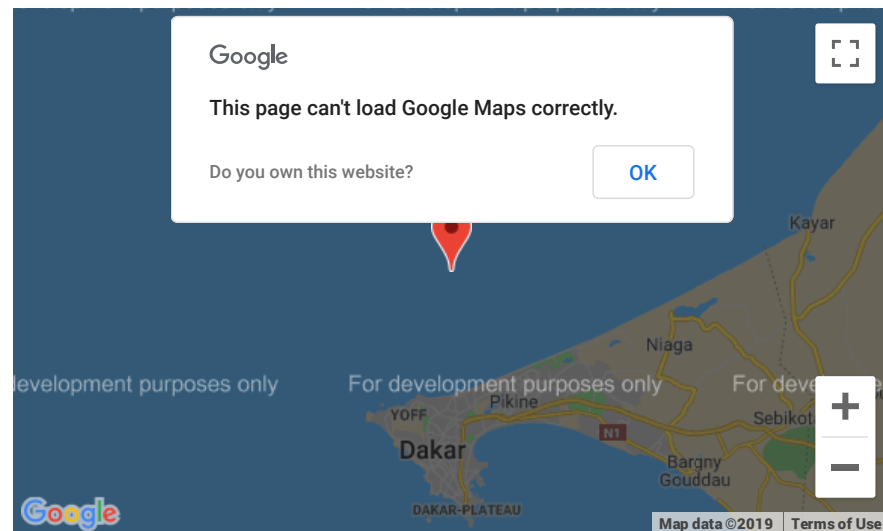 Google
This page can't load Google Maps correctly.
Do you own this website?
OK
Kayar
Niaga
development purposes only
For development purposes only
For deve
YOFF
Pikine
Sebikot
N1
Dakar
Bargny
Gouddau
DAKAR-PLATEAU
Google
Map data ©2019
Terms of Use